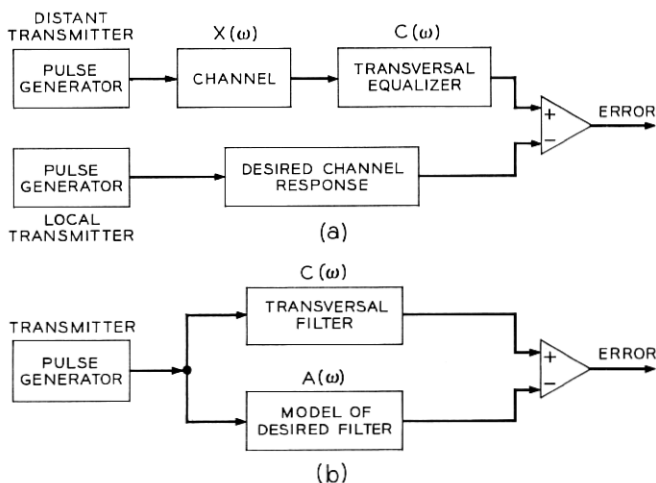 DISTANT
TRANSMITTER
X(ω)
C(ω)
PULSE
GENERATOR
CHANNEL
TRANSVERSAL
EQUALIZER
+
−
ERROR
PULSE
GENERATOR
DESIRED CHANNEL
RESPONSE
LOCAL
TRANSMITTER
(a)
C(ω)
TRANSMITTER
TRANSVERSAL
FILTER
PULSE
GENERATOR
+
−
ERROR
A(ω)
MODEL OF
DESIRED FILTER
(b)